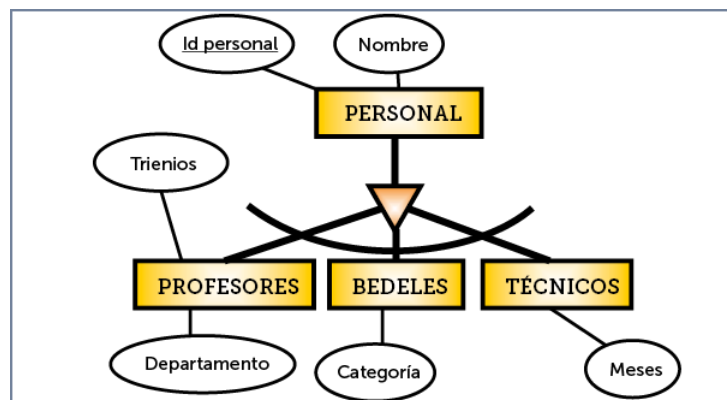 Id personal
Nombre
PERSONAL
Trienios
PROFESORES
BEDELES
TÉCNICOS
Departamento
Categoría
Meses